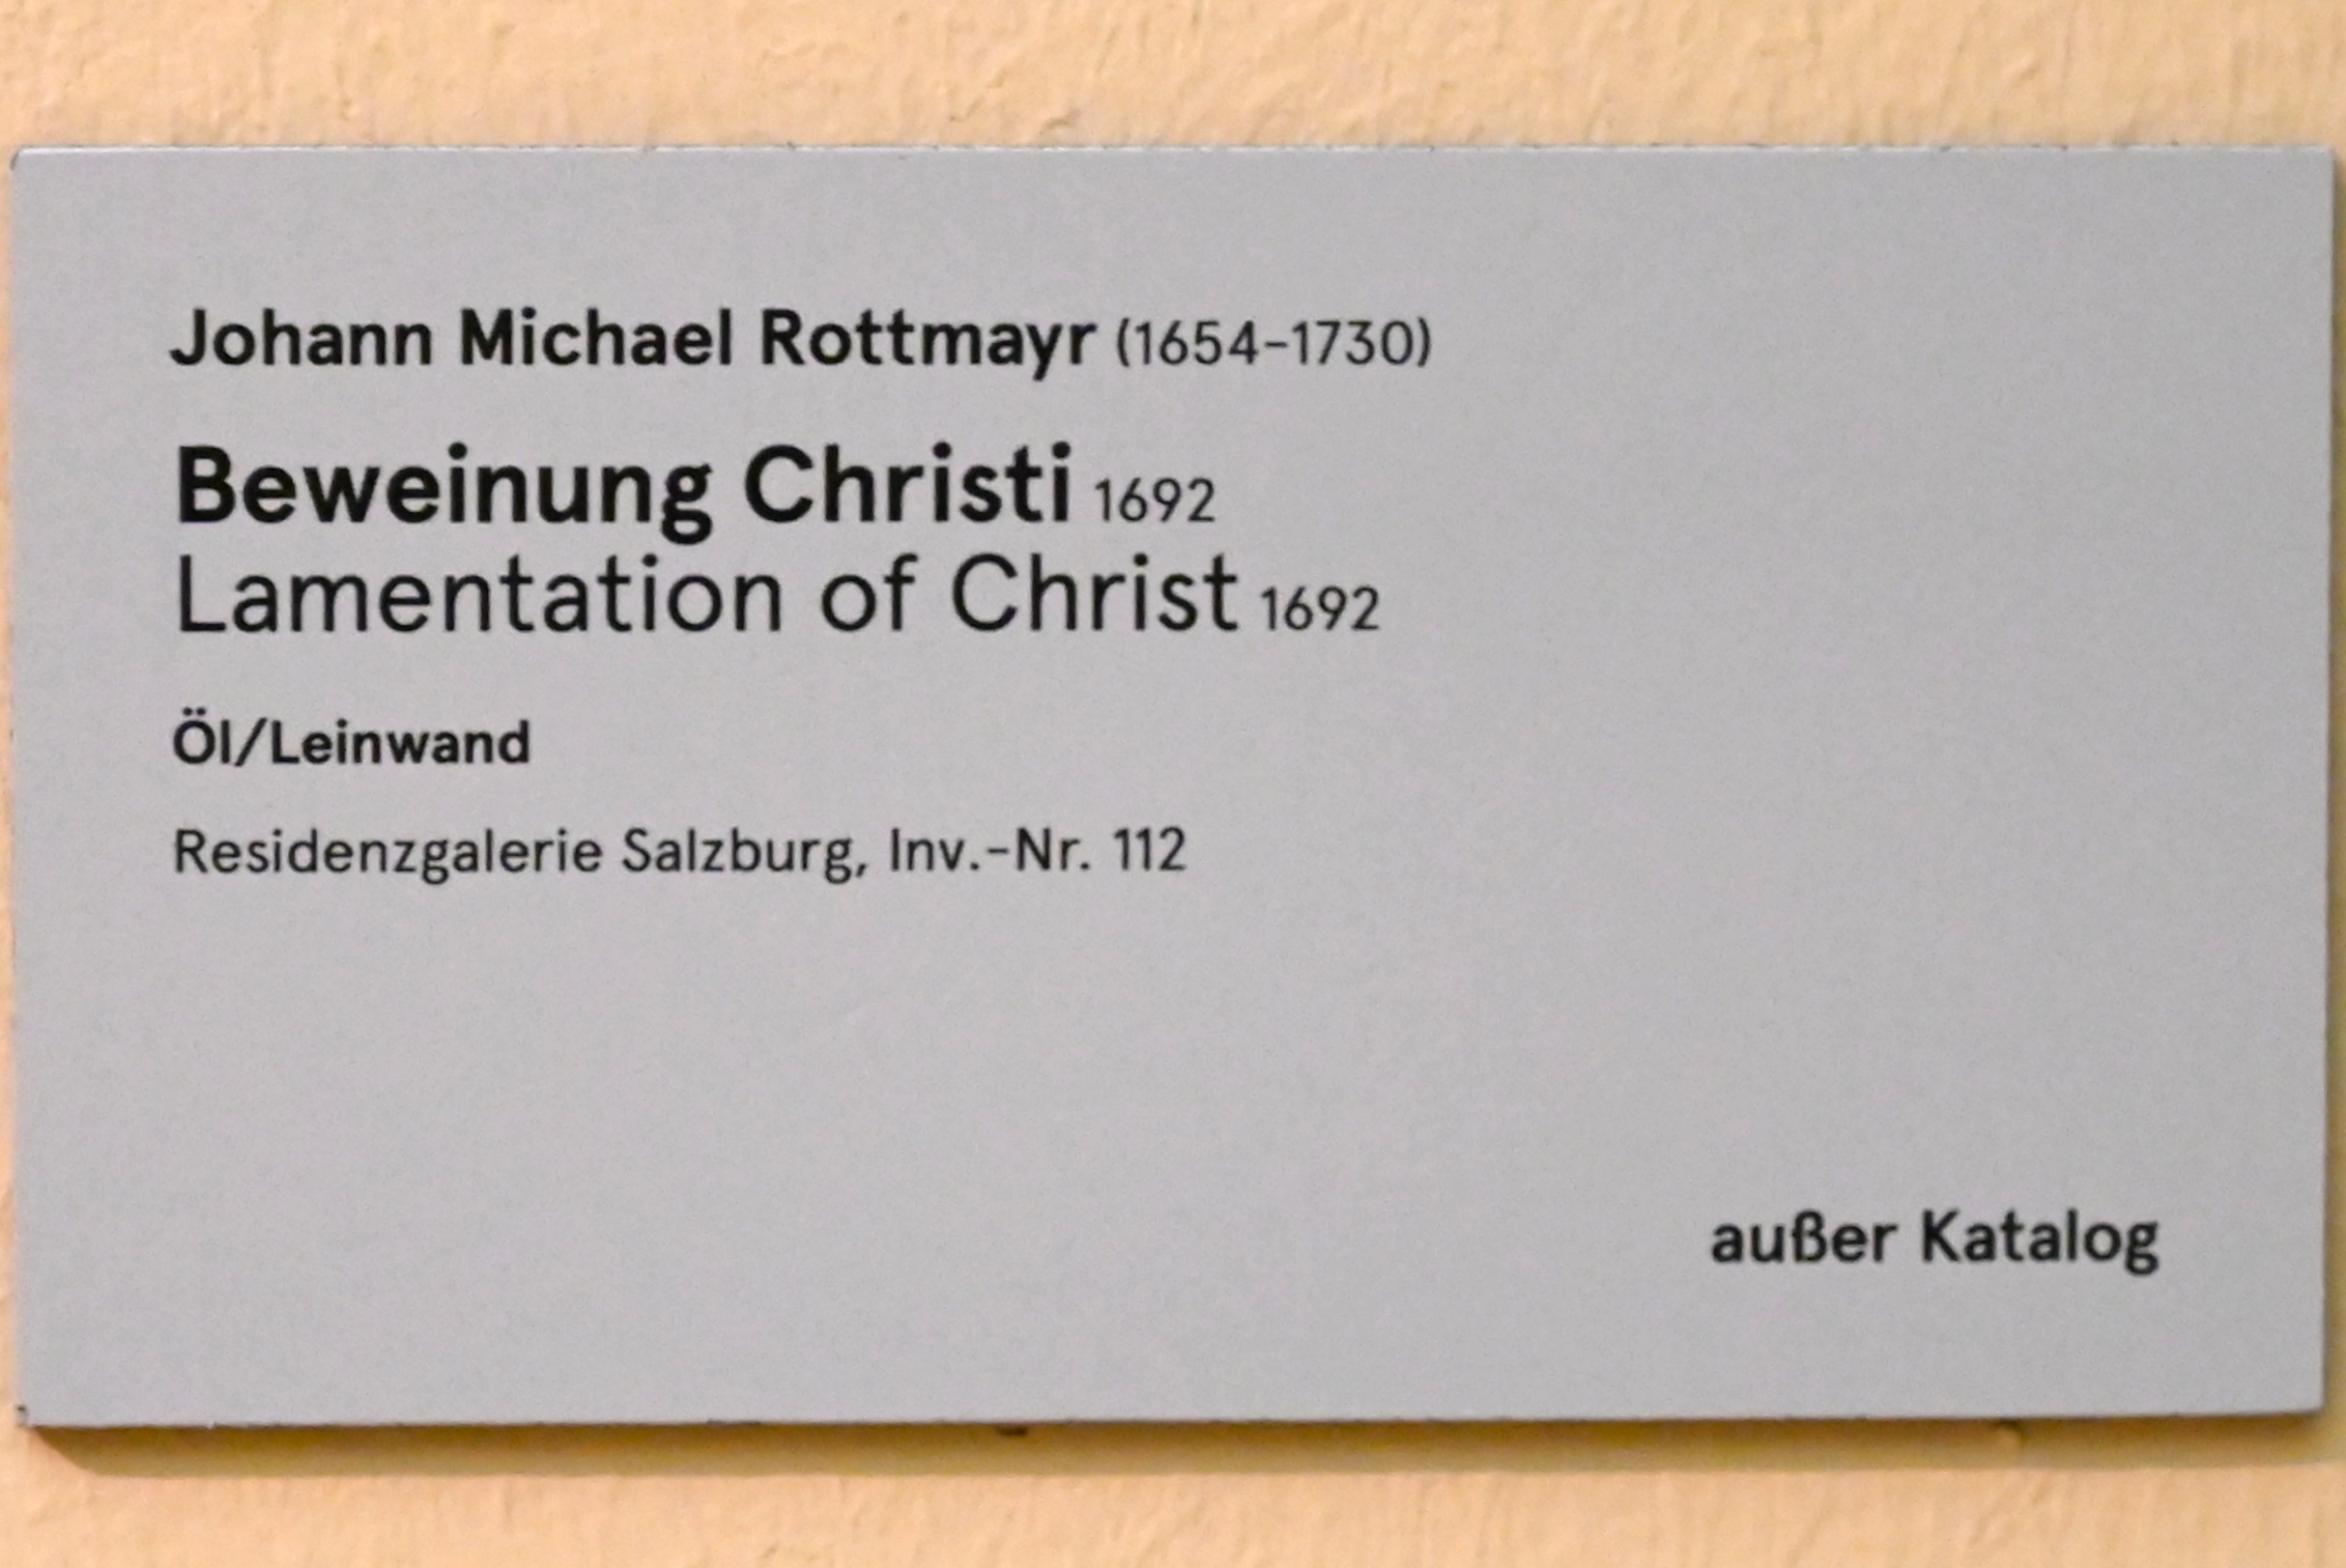 Johann Michael Rottmayr (1654-1730)
Beweinung Christi 1692
Lamentation of Christ 1692
Öl/Leinwand
Residenzgalerie Salzburg, Inv.-Nr. 112
außer Katalog